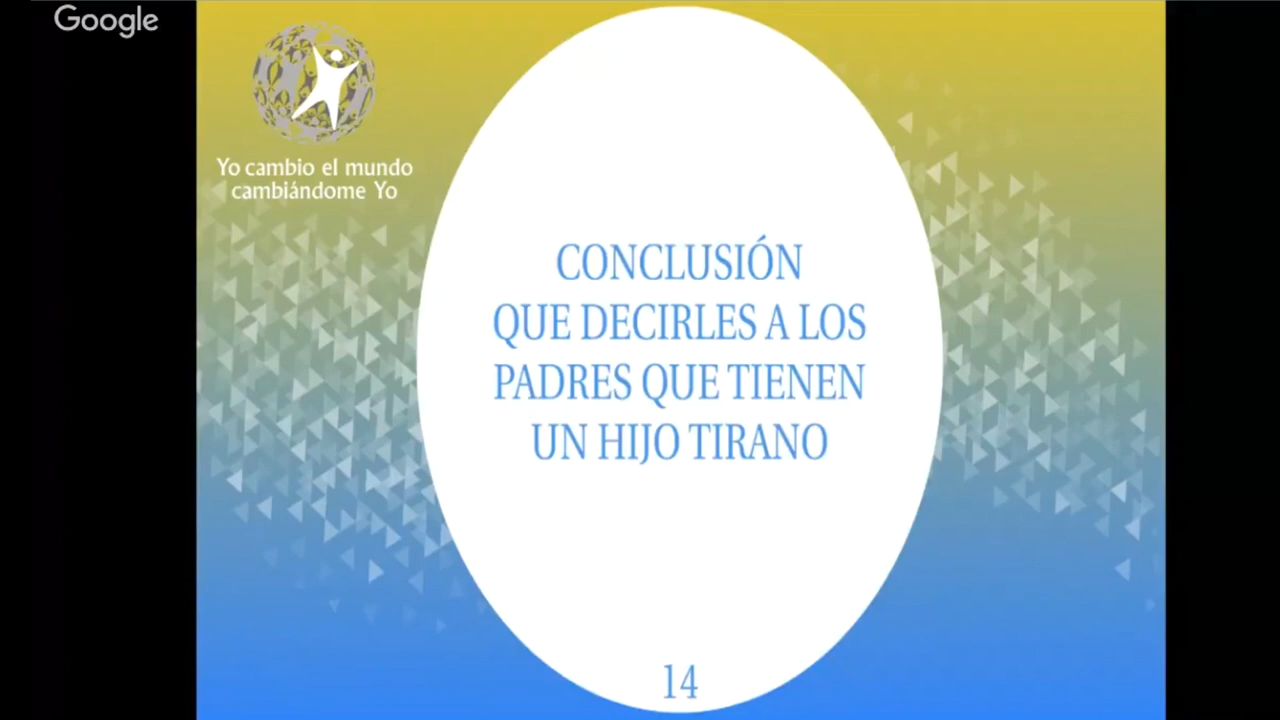 Google
Yo cambio el mundo
cambiándome Yo
CONCLUSIÓN
QUE DECIRLES A LOS
PADRES QUE TIENEN
UN HIJO TIRANO
14